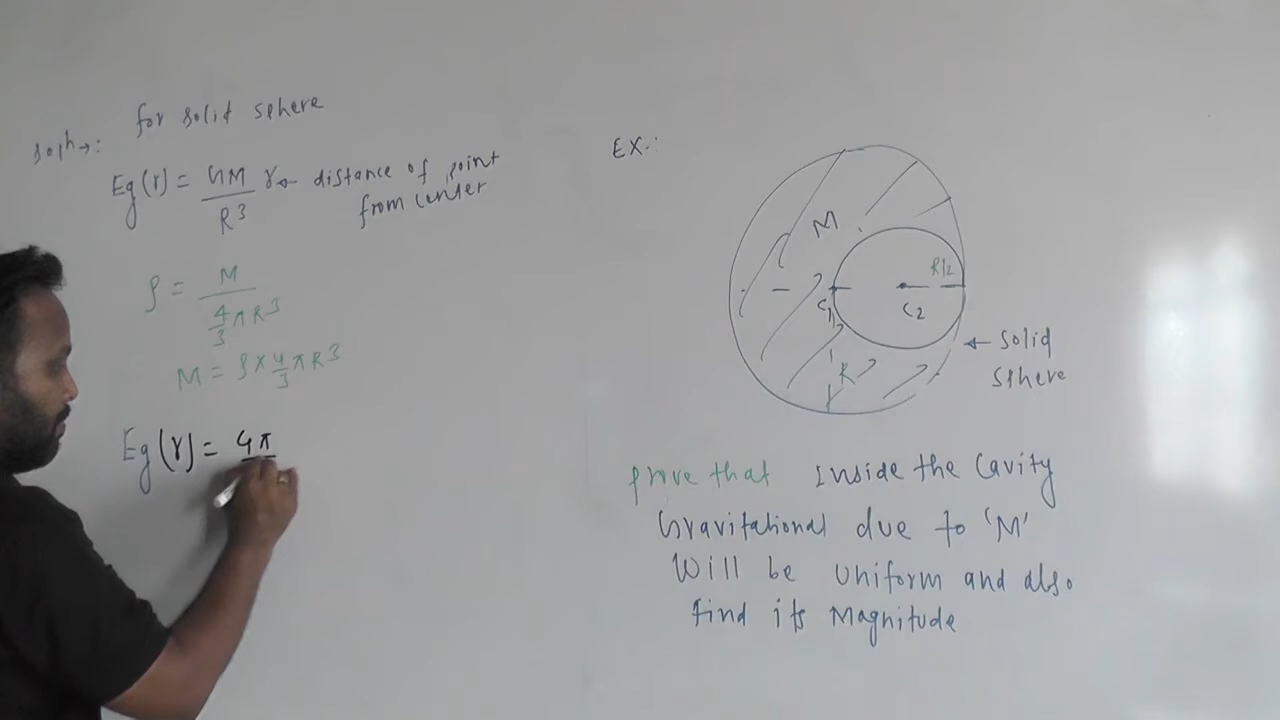 for solid sphere
Soln→:
Eg(r) = GM/R³ r ← distance of point
from center
ρ = M / 4/3 πR³
M = ρ × 4/3 πR³
Eg(r) = 4π
EX.:
M
R/2
C1
C2
R
← solid
sphere
prove that Inside the Cavity
Gravitational due to 'M'
Will be Uniform and also
find its Magnitude